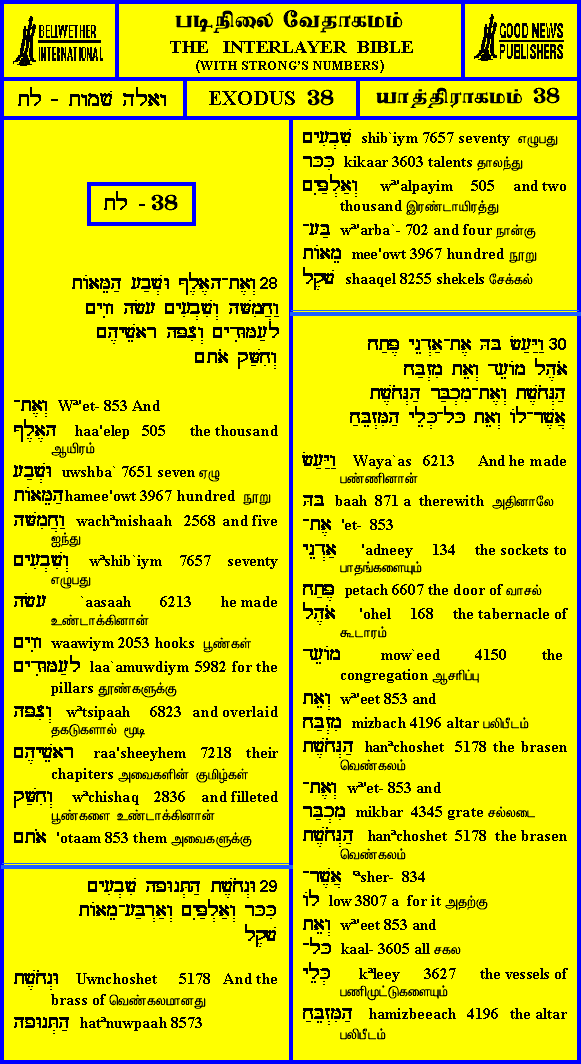 BELLWETHER
INTERNATIONAL
படிநிலை வேதாகமம்
THE INTERLAYER BIBLE
(WITH STRONG'S NUMBERS)
GOOD NEWS
PUBLISHERS
ואלה שׁמות - לח
EXODUS 38
யாத்திராகமம் 38
לח - 38
28 וְאֶת־הָאֶלֶף וּשְׁבַע הַמֵּאוֹת
וַחֲמִשָּׁה וְשִׁבְעִים עָשָׂה וָוִים
לָעַמּוּדִים וְצִפָּה רָאשֵׁיהֶם
וְחִשַּׁק אֹתָם
וְאֶת־ Wª'et- 853 And
הָאֶלֶף haa'elep 505 the thousand
ஆயிரம்
וּשְׁבַע uwshba` 7651 seven ஏழு
הַמֵּאוֹת hamee'owt 3967 hundred நூறு
וַחֲמִשָּׁה wachªmishaah 2568 and five
ஐந்து
וְשִׁבְעִים wªshib`iym 7657 seventy
எழுபது
עָשָׂה `aasaah 6213 he made
உண்டாக்கினான்
וָוִים waawiym 2053 hooks பூண்கள்
לָעַמּוּדִים laa`amuwdiym 5982 for the
pillars தூண்களுக்கு
וְצִפָּה wªtsipaah 6823 and overlaid
தகடுகளால் மூடி
רָאשֵׁיהֶם raa'sheeyhem 7218 their
chapiters அவைகளின் குமிழ்கள்
וְחִשַּׁק wªchishaq 2836 and filleted
பூண்களை உண்டாக்கினான்
אֹתָם 'otaam 853 them அவைகளுக்கு
29 וּנְחֹשֶׁת הַתְּנוּפָה שִׁבְעִים
כִּכָּר וְאַלְפַּיִם וְאַרְבַּע־מֵאוֹת
שָׁקֶל
וּנְחֹשֶׁת Uwnchoshet 5178 And the
brass of வெண்கலமானது
הַתְּנוּפָה hatªnuwpaah 8573
שִׁבְעִים shib`iym 7657 seventy எழுபது
כִּכָּר kikaar 3603 talents தாலந்து
וְאַלְפַּיִם wª'alpayim 505 and two
thousand இரண்டாயிரத்து
בַּע־ wª'arba`- 702 and four நான்கு
מֵאוֹת mee'owt 3967 hundred நூறு
שָׁקֶל shaaqel 8255 shekels சேக்கல்
30 וַיַּעַשׂ בָּהּ אֶת־אַדְנֵי פֶּתַח
אֹהֶל מוֹעֵד וְאֵת מִזְבַּח
הַנְּחֹשֶׁת וְאֶת־מִכְבַּר הַנְּחֹשֶׁת
אֲשֶׁר־לוֹ וְאֵת כָּל־כְּלֵי הַמִּזְבֵּחַ
וַיַּעַשׂ Waya`as 6213 And he made
பண்ணினான்
בָּהּ baah 871 a therewith அதினாலே
אֶת־ 'et- 853
אַדְנֵי 'adneey 134 the sockets to
பாதங்களையும்
פֶּתַח petach 6607 the door of வாசல்
אֹהֶל 'ohel 168 the tabernacle of
கூடாரம்
מוֹעֵד mow`eed 4150 the
congregation ஆசரிப்பு
וְאֵת wª'eet 853 and
מִזְבַּח mizbach 4196 altar பலிபீடம்
הַנְּחֹשֶׁת hanªchoshet 5178 the brasen
வெண்கலம்
וְאֶת־ wª'et- 853 and
מִכְבַּר mikbar 4345 grate சல்லடை
הַנְּחֹשֶׁת hanªchoshet 5178 the brasen
வெண்கலம்
אֲשֶׁר־ ªsher- 834
לוֹ low 3807 a for it அதற்கு
וְאֵת wª'eet 853 and
כָּל־ kaal- 3605 all சகல
כְּלֵי kªleey 3627 the vessels of
பணிமுட்டுகளையும்
הַמִּזְבֵּחַ hamizbeeach 4196 the altar
பலிபீடம்